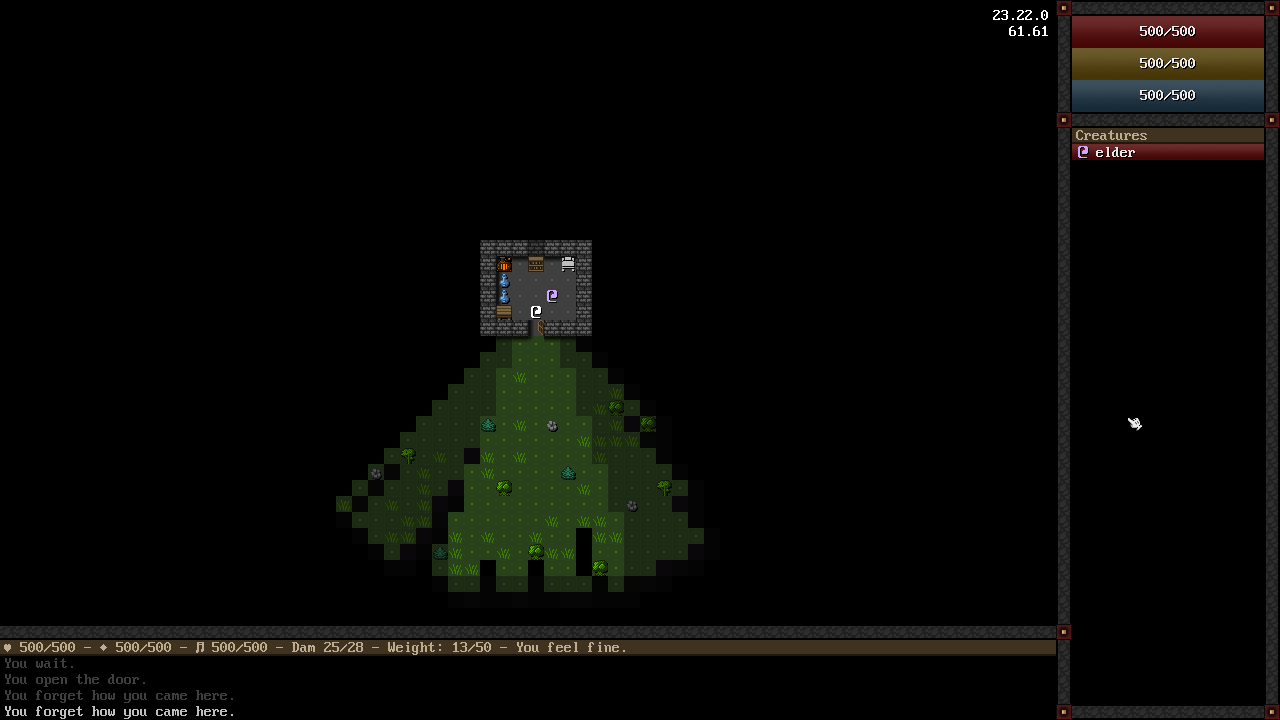 23.22.0
61.61
500/500
500/500
500/500
Creatures
elder
♥ 500/500 - ♦ 500/500 - ♫ 500/500 - Dam 25/28 - Weight: 13/50 - You feel fine.
You wait.
You open the door.
You forget how you came here.
You forget how you came here.